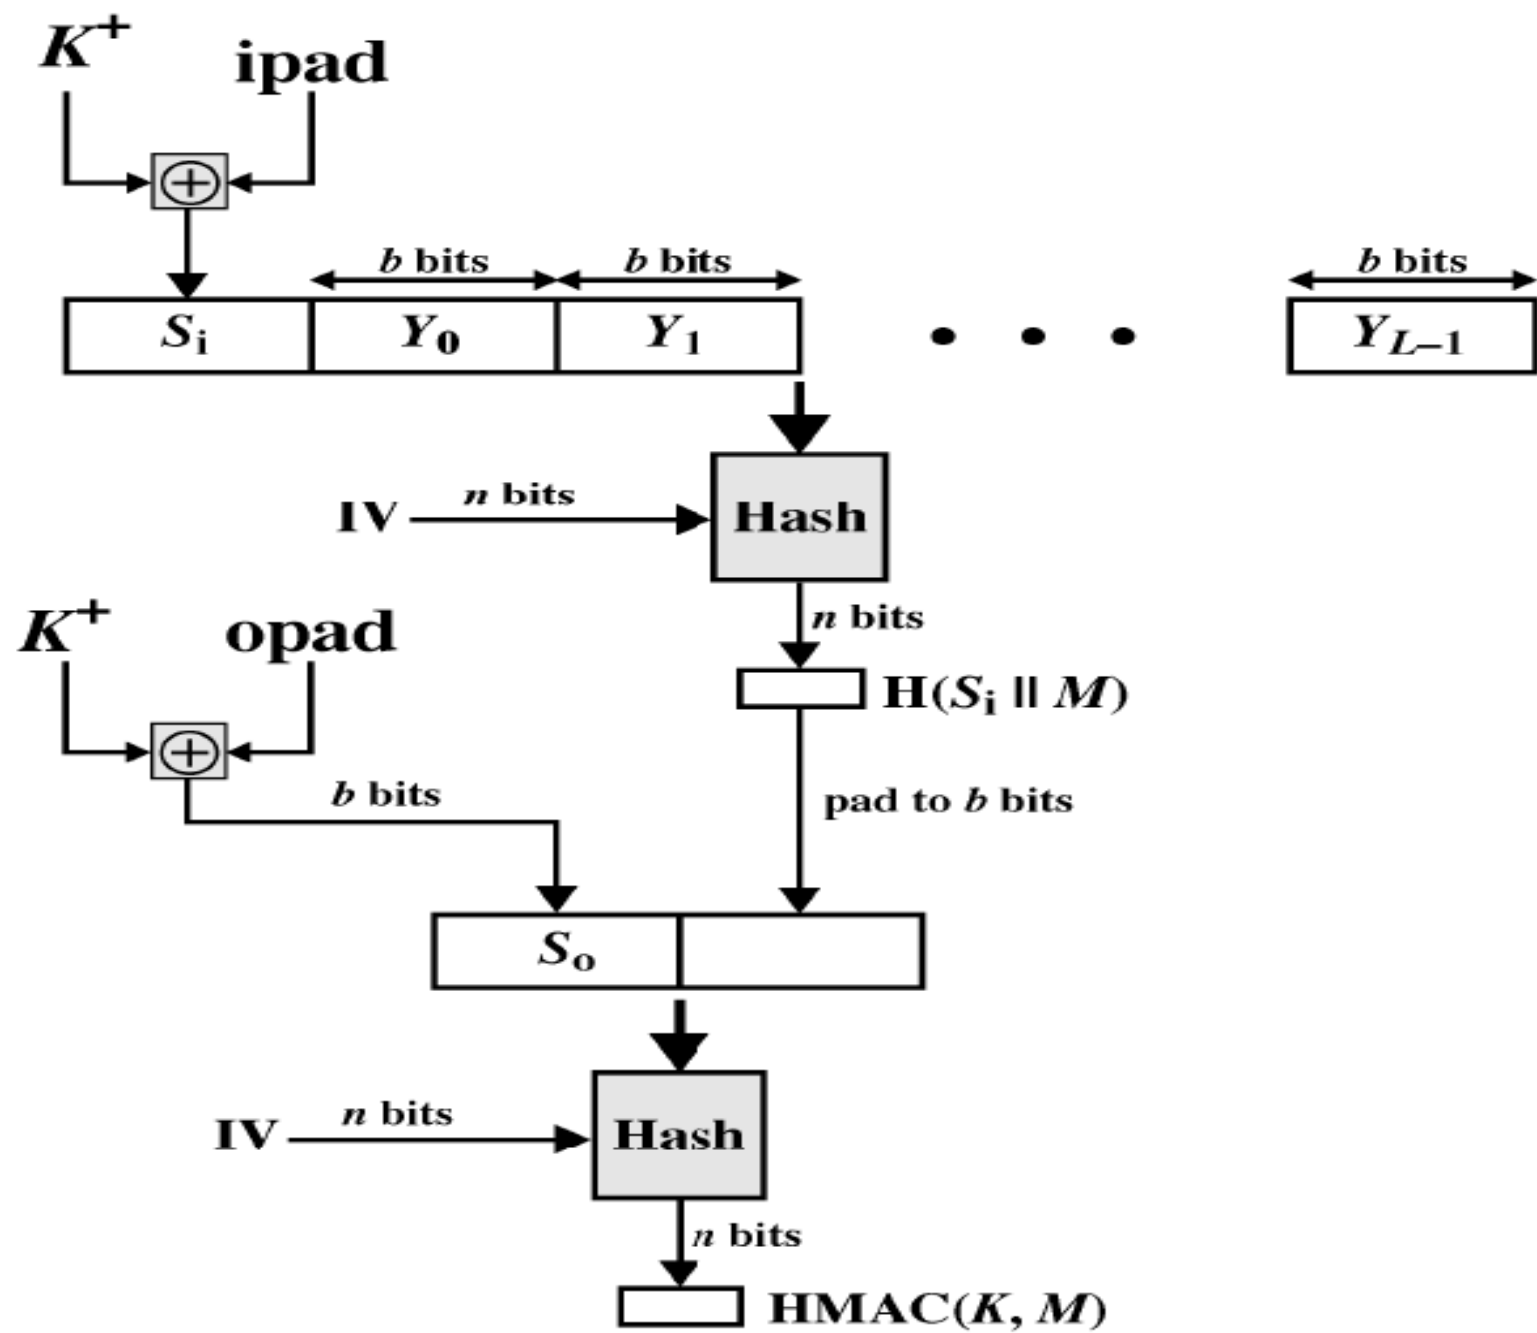 K⁺ ipad
⊕
b bits b bits b bits
Sᵢ Y₀ Y₁ • • • Y_{L–1}
n bits
IV Hash
n bits
K⁺ opad
H(Sᵢ || M)
⊕
b bits pad to b bits
Sₒ
n bits
IV Hash
n bits
HMAC(K, M)